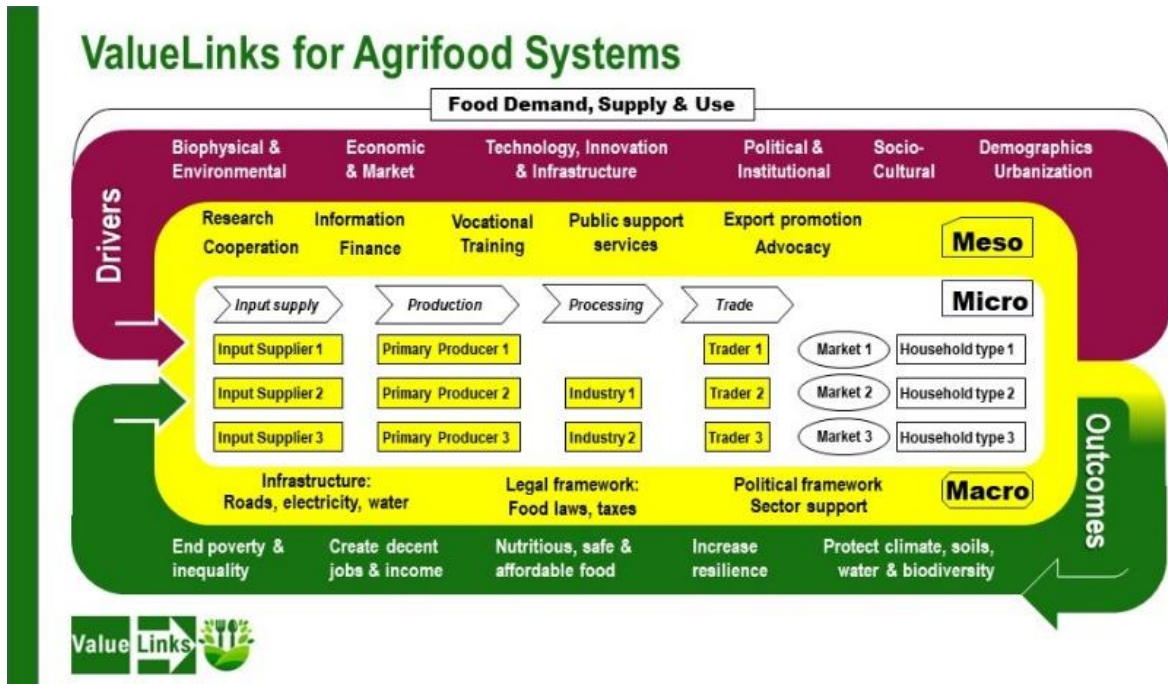 ValueLinks for Agrifood Systems
Food Demand, Supply & Use
Drivers
Biophysical &
Environmental
Economic
& Market
Technology, Innovation
& Infrastructure
Political &
Institutional
Socio-
Cultural
Demographics
Urbanization
Research
Cooperation
Information
Finance
Vocational
Training
Public support
services
Export promotion
Advocacy
Meso
Micro
Input supply
Production
Processing
Trade
Input Supplier 1
Primary Producer 1
Trader 1
Market 1
Household type 1
Input Supplier 2
Primary Producer 2
Industry 1
Trader 2
Market 2
Household type 2
Input Supplier 3
Primary Producer 3
Industry 2
Trader 3
Market 3
Household type 3
Infrastructure:
Roads, electricity, water
Legal framework:
Food laws, taxes
Political framework
Sector support
Macro
Outcomes
End poverty &
inequality
Create decent
jobs & income
Nutritious, safe &
affordable food
Increase
resilience
Protect climate, soils,
water & biodiversity
Value Links